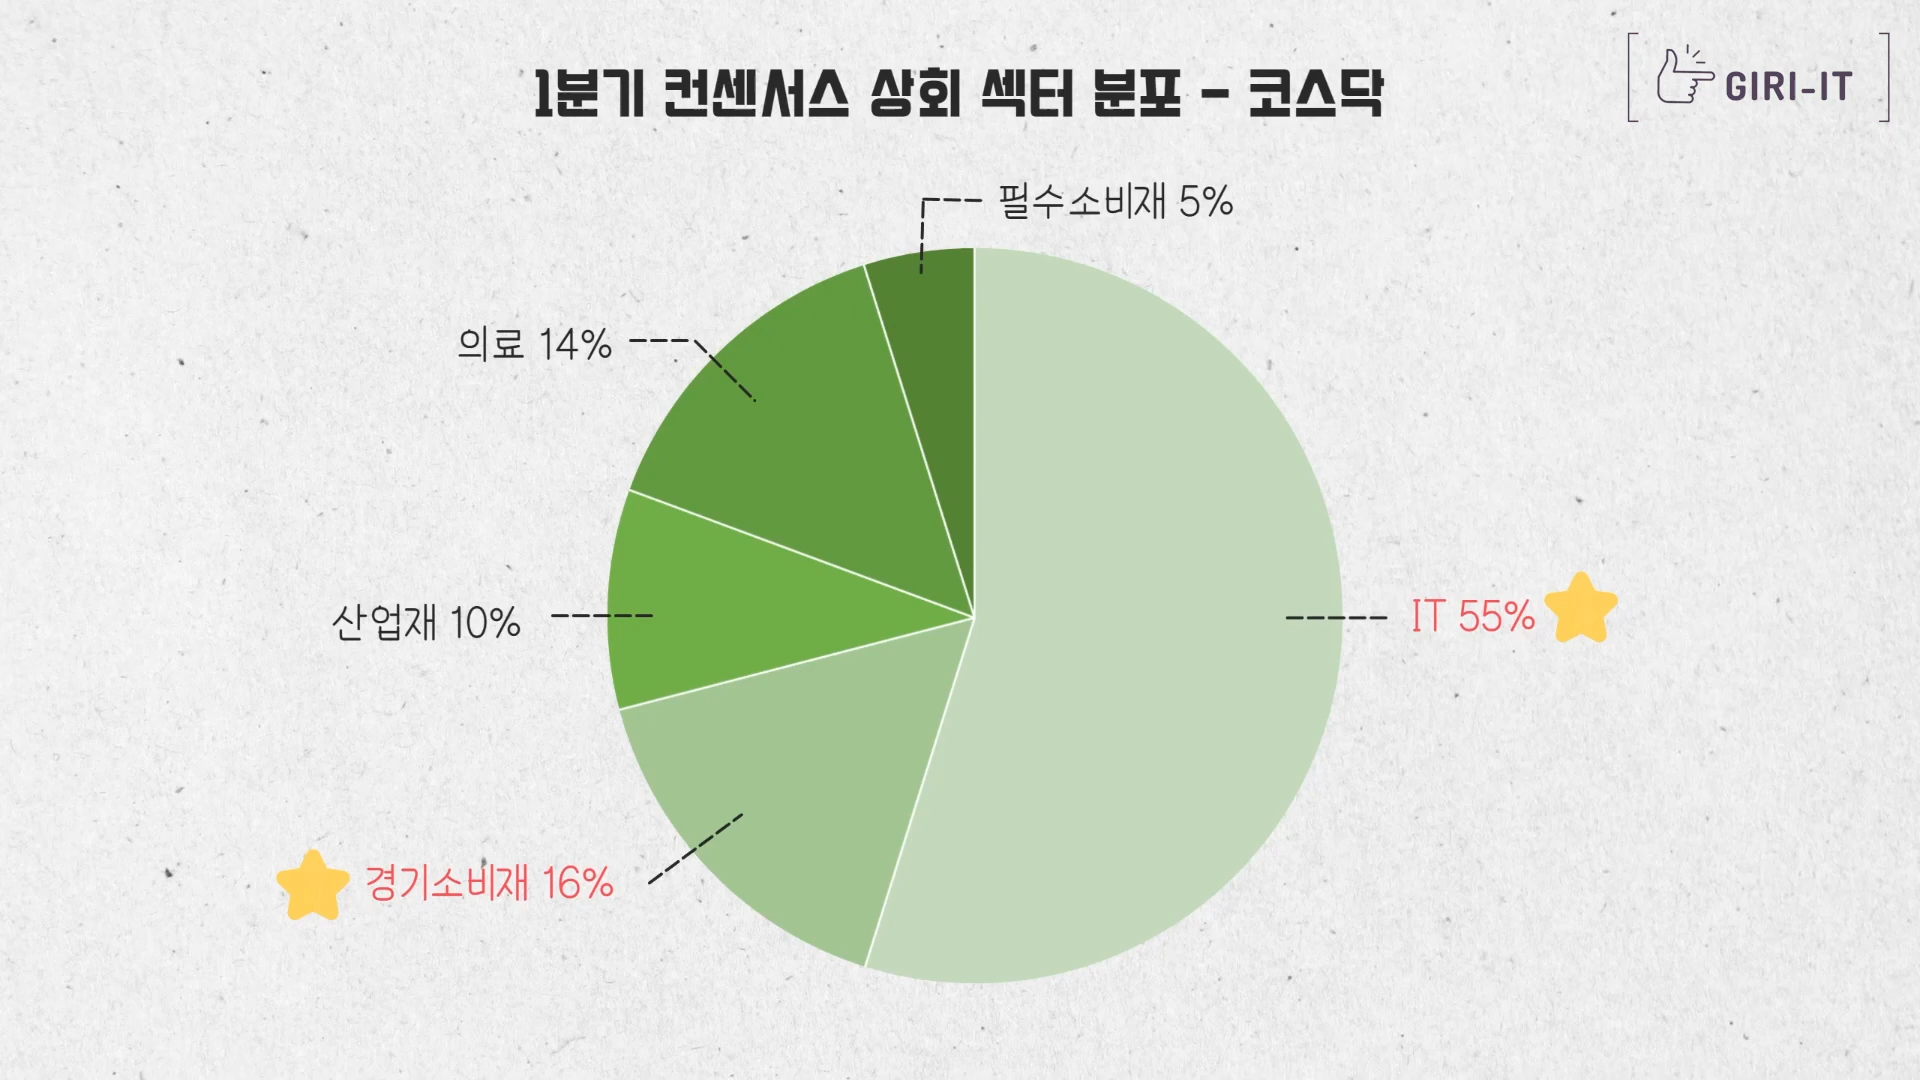 1분기 컨센서스 상회 섹터 분포 - 코스닥
GIRI-IT
필수소비재 5%
의료 14%
산업재 10%
IT 55%
경기소비재 16%